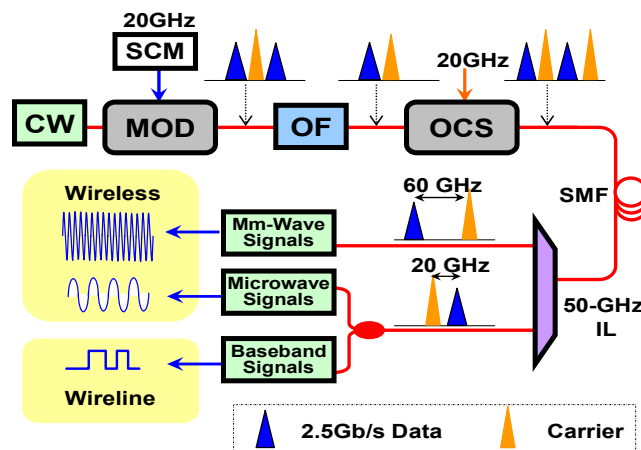 20GHz
SCM
20GHz
CW
MOD
OF
OCS
Wireless
60 GHz
SMF
Mm-Wave
Signals
20 GHz
Microwave
Signals
50-GHz
IL
Baseband
Signals
Wireline
2.5Gb/s Data
Carrier